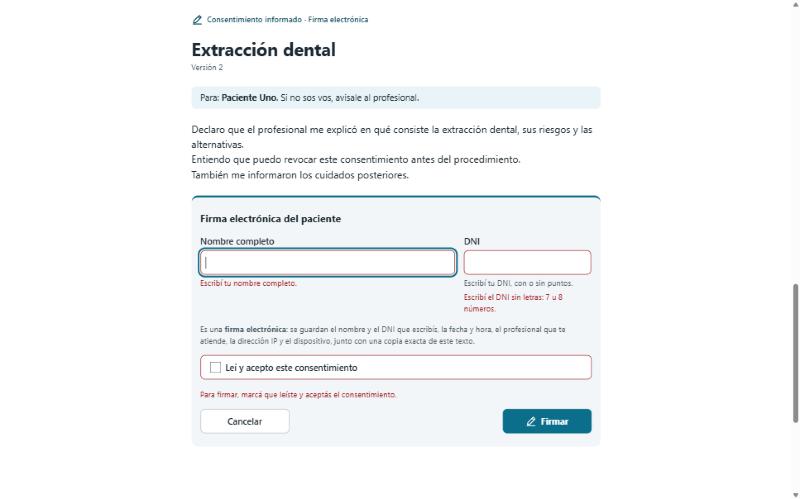 Consentimiento informado · Firma electrónica
Extracción dental
Versión 2
Para: Paciente Uno. Si no sos vos, avisale al profesional.
Declaro que el profesional me explicó en qué consiste la extracción dental, sus riesgos y las
alternativas.
Entiendo que puedo revocar este consentimiento antes del procedimiento.
También me informaron los cuidados posteriores.
Firma electrónica del paciente
Nombre completo
DNI
Escribí tu nombre completo.
Escribí tu DNI, con o sin puntos.
Escribí el DNI sin letras: 7 u 8
números.
Es una firma electrónica: se guardan el nombre y el DNI que escribís, la fecha y hora, el profesional que te
atiende, la dirección IP y el dispositivo, junto con una copia exacta de este texto.
Leí y acepto este consentimiento
Para firmar, marcá que leíste y aceptás el consentimiento.
Cancelar
Firmar